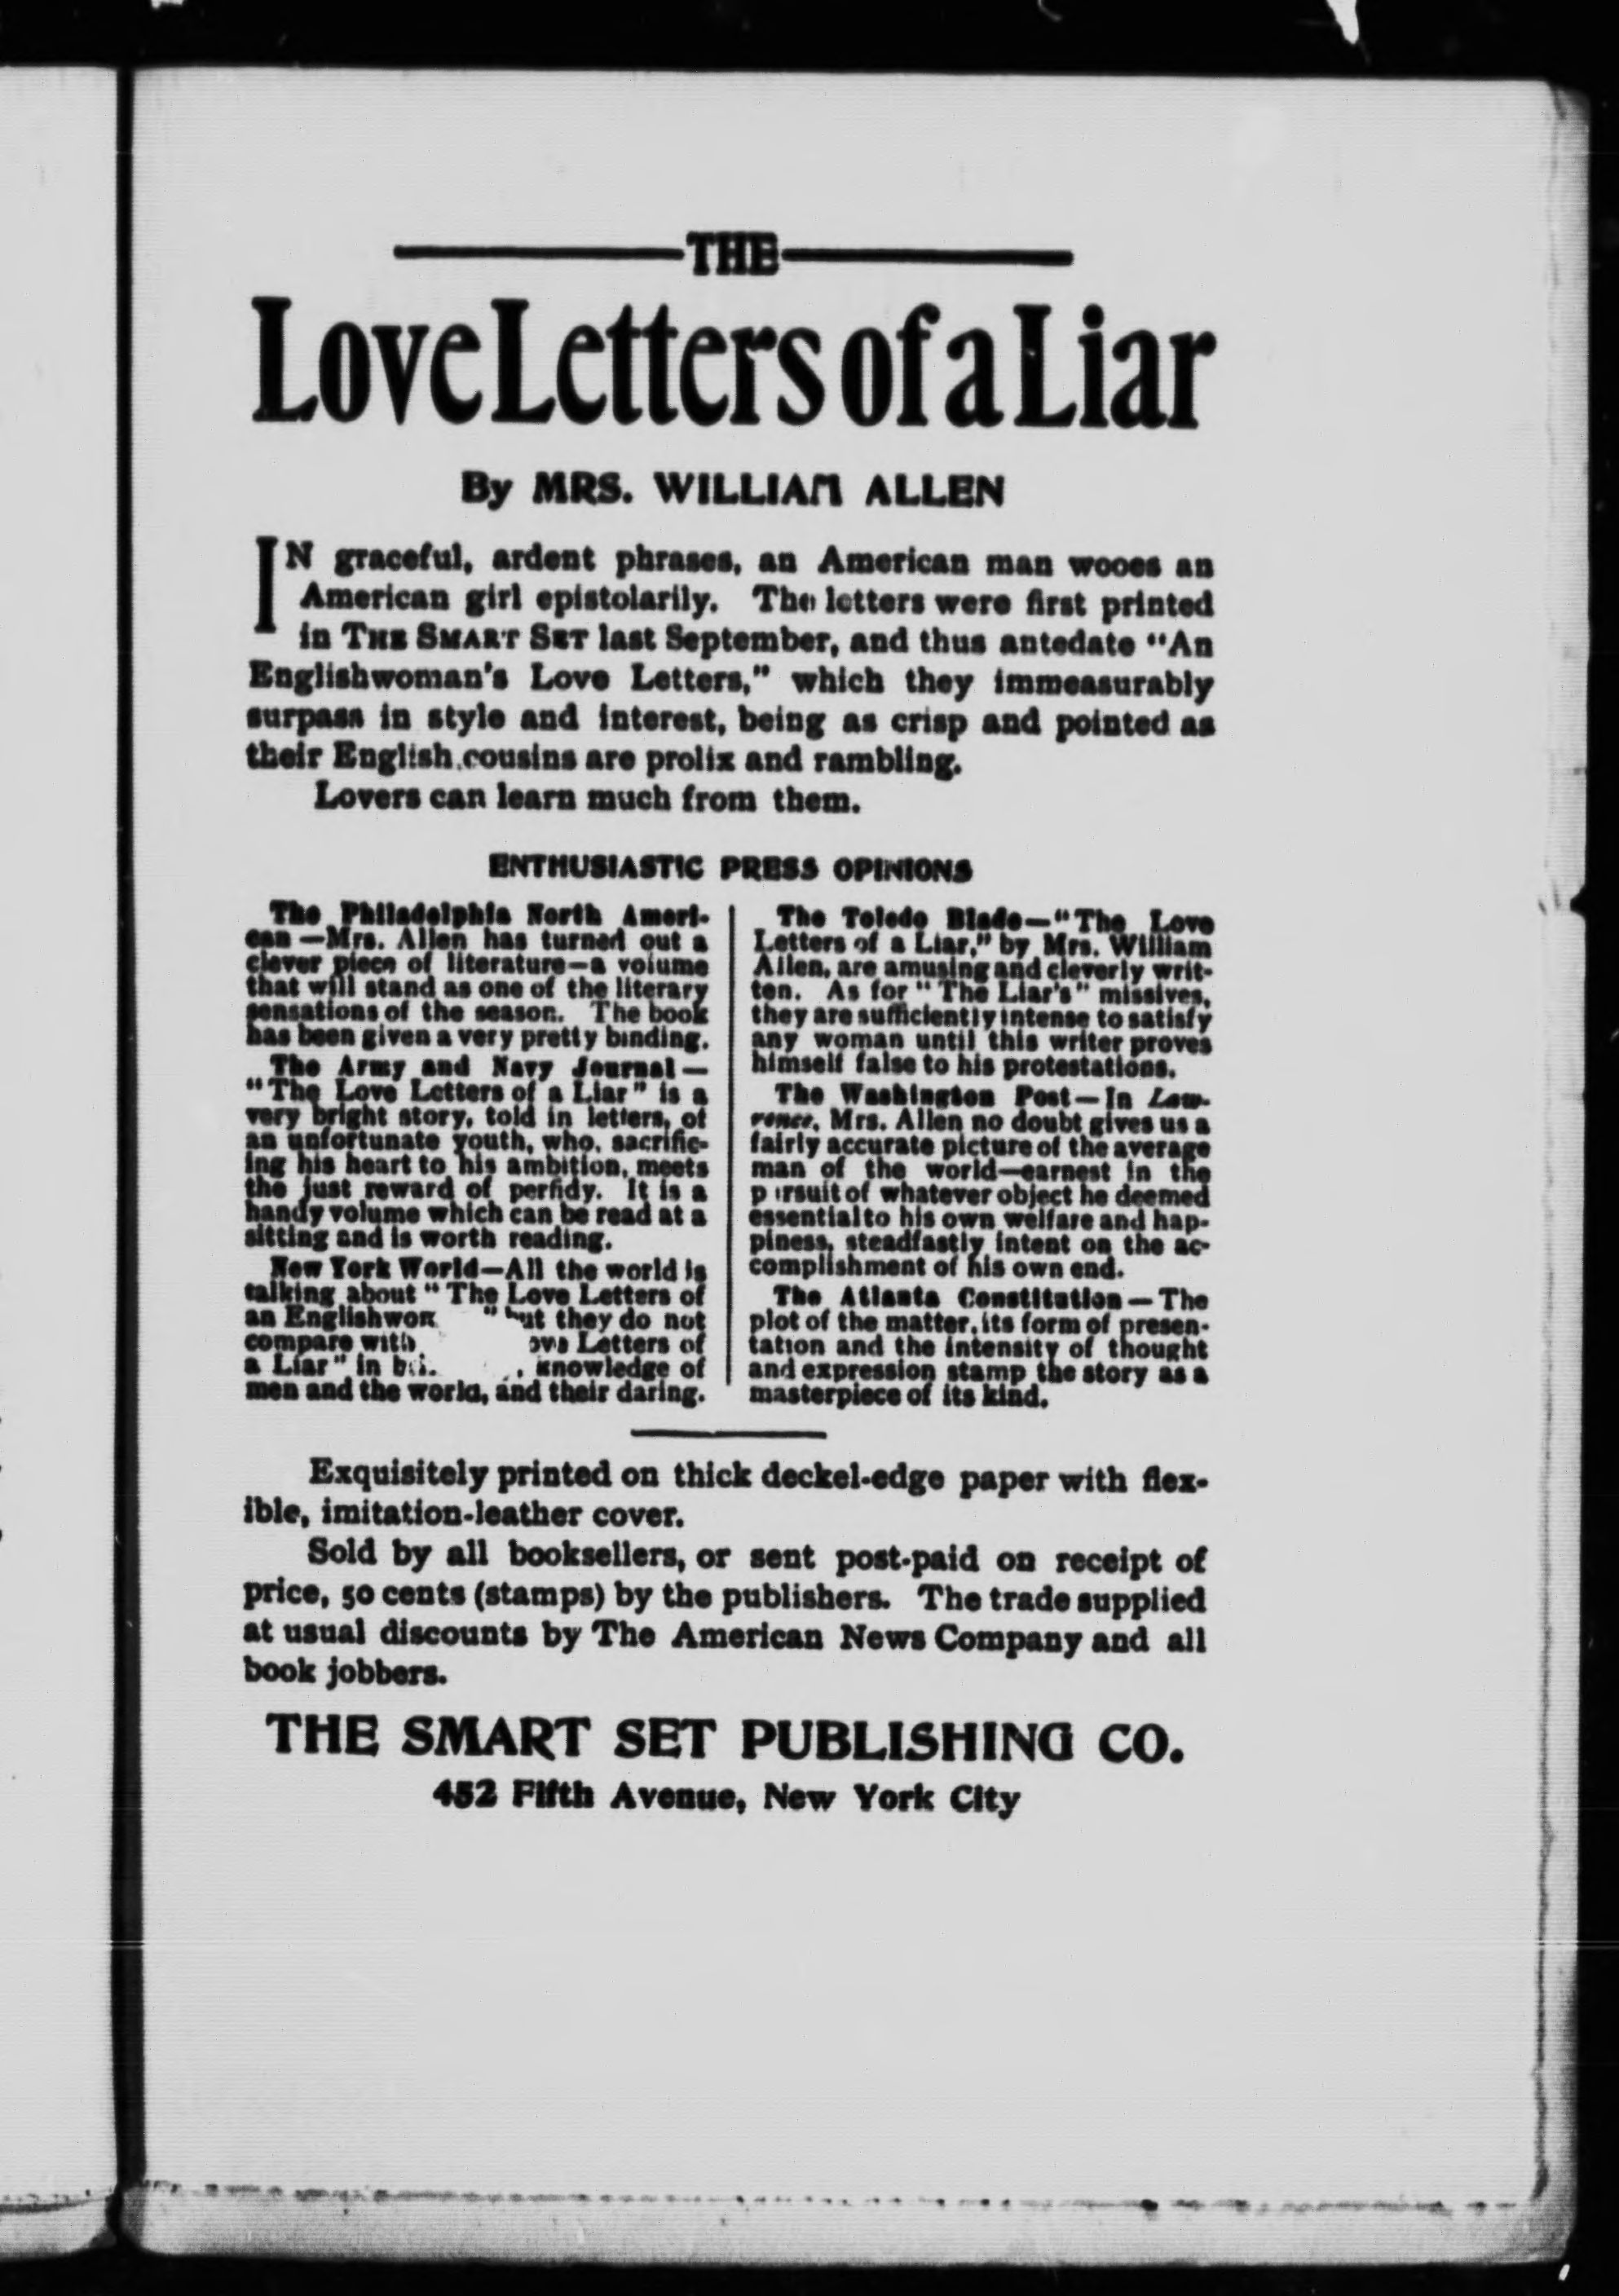 THE
Love Letters of a Liar
By MRS. WILLIAM ALLEN
IN graceful, ardent phrases, an American man wooes an
American girl epistolarily. The letters were first printed
in THE SMART SET last September, and thus antedate "An
Englishwoman's Love Letters," which they immeasurably
surpass in style and interest, being as crisp and pointed as
their English cousins are prolix and rambling.
Lovers can learn much from them.
ENTHUSIASTIC PRESS OPINIONS
The Philadelphia North Ameri-
can—Mrs. Allen has turned out a
clever piece of literature—a volume
that will stand as one of the literary
sensations of the season. The book
has been given a very pretty binding.
The Army and Navy Journal—
"The Love Letters of a Liar" is a
very bright story, told in letters, of
an unfortunate youth, who, sacrific-
ing his heart to his ambition, meets
the just reward of perfidy. It is a
handy volume which can be read at a
sitting and is worth reading.
New York World—All the world is
talking about "The Love Letters of
an Englishwo " but they do not
compare with Letters of
a Liar" in knowledge of
men and the world, and their daring.
The Toledo Blade—"The Love
Letters of a Liar," by Mrs. William
Allen, are amusing and cleverly writ-
ten. As for "The Liar's" missives,
they are sufficiently intense to satisfy
any woman until this writer proves
himself false to his protestations.
The Washington Post—In Law-
rence, Mrs. Allen no doubt gives us a
fairly accurate picture of the average
man of the world—earnest in the
pursuit of whatever object he deemed
essential to his own welfare and hap-
piness, steadfastly intent on the ac-
complishment of his own end.
The Atlanta Constitution—The
plot of the matter, its form of presen-
tation and the intensity of thought
and expression stamp the story as a
masterpiece of its kind.
Exquisitely printed on thick deckel-edge paper with flex-
ible, imitation-leather cover.
Sold by all booksellers, or sent post-paid on receipt of
price, 50 cents (stamps) by the publishers. The trade supplied
at usual discounts by The American News Company and all
book jobbers.
THE SMART SET PUBLISHING CO.
452 Fifth Avenue, New York City